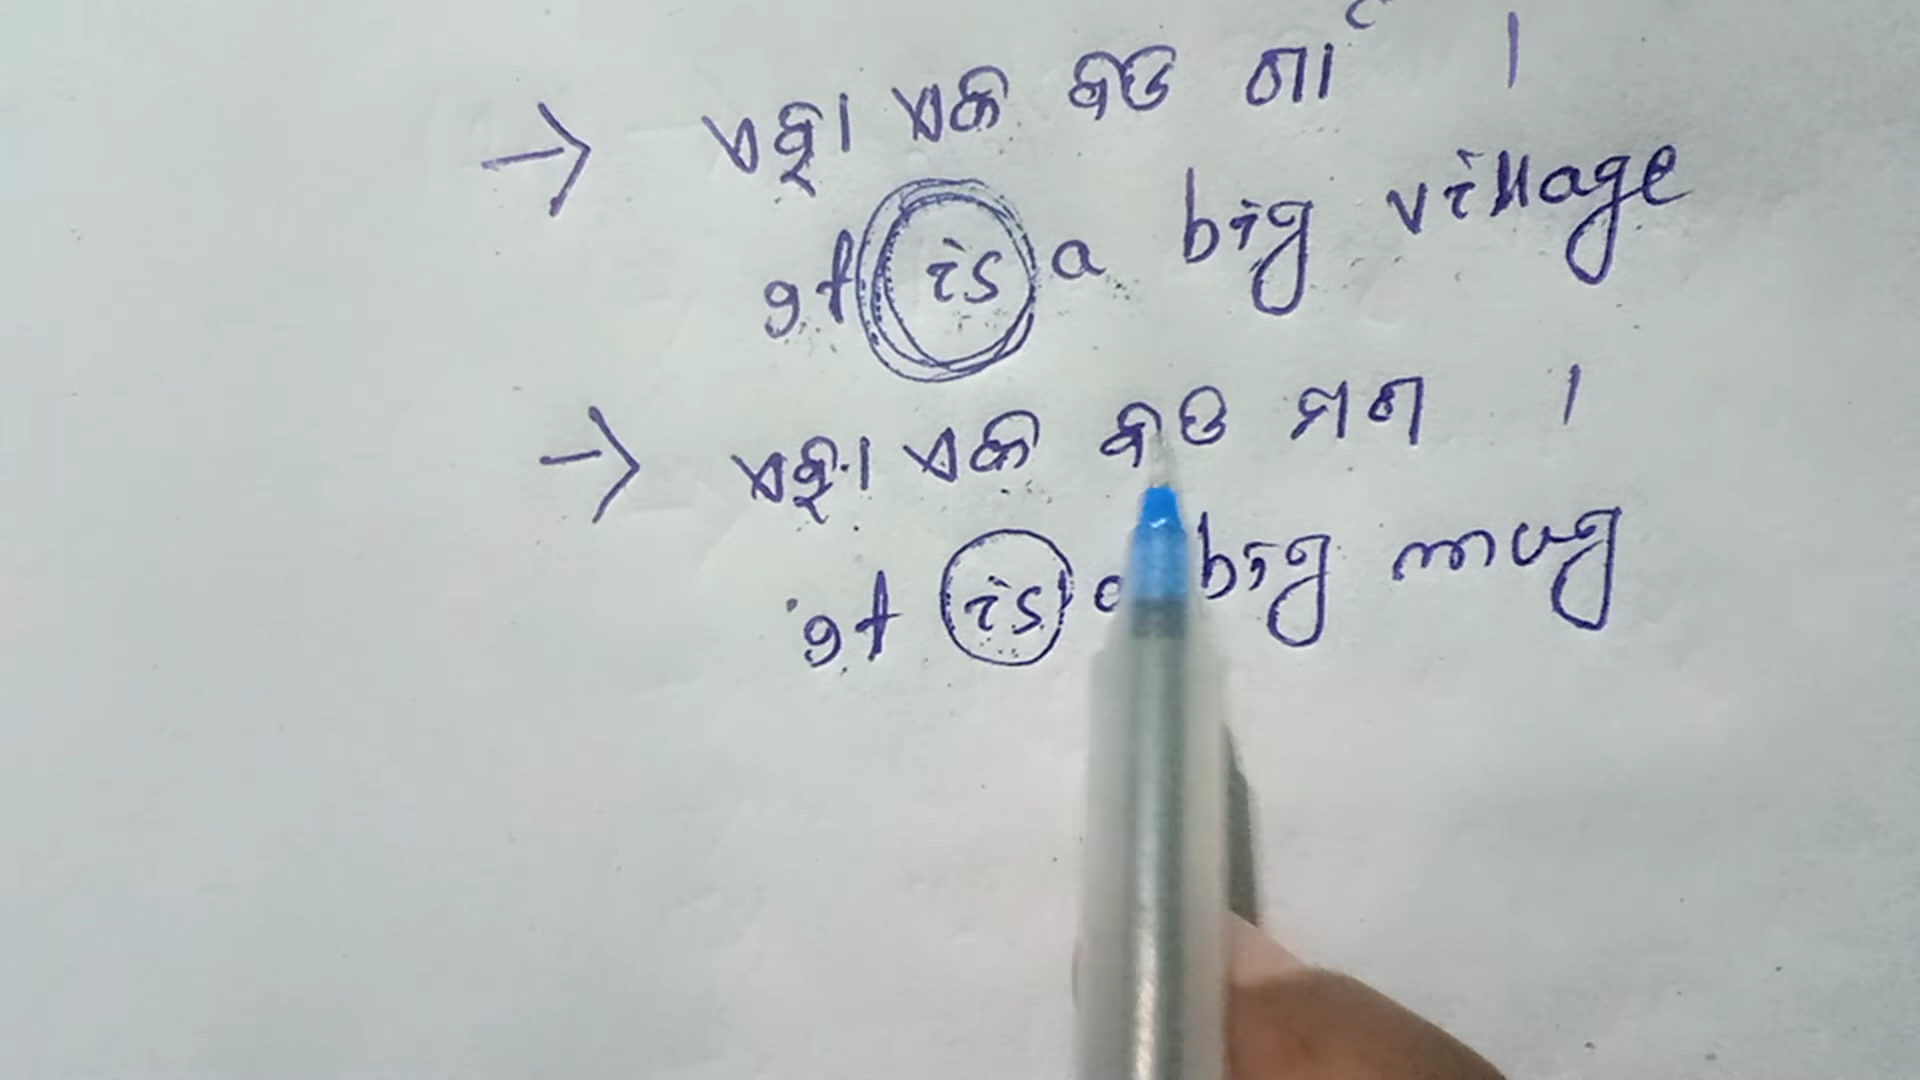 → ଏହା ଏକ ବଡ ଗାଁ ।
It is a big village
→ ଏହା ଏକ ବଡ ମଗ ।
It is a big mug